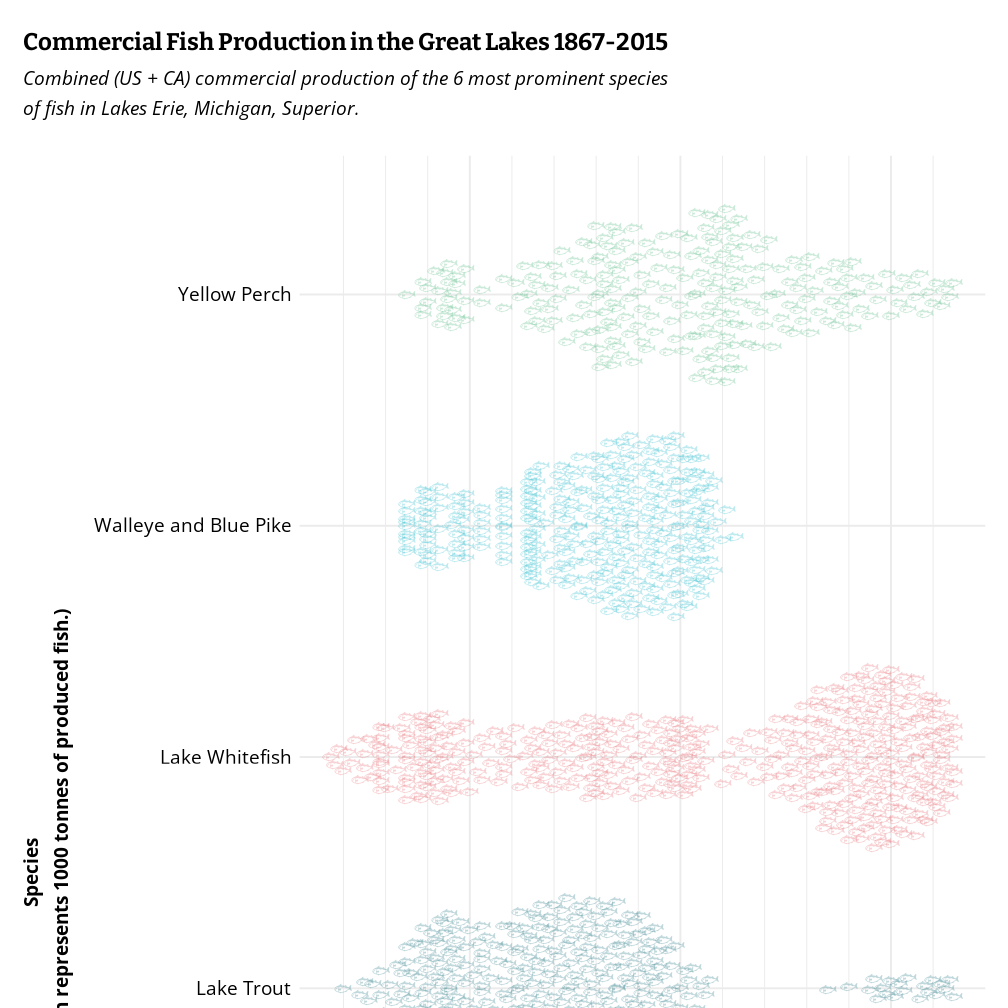 Commercial Fish Production in the Great Lakes 1867-2015
Combined (US + CA) commercial production of the 6 most prominent species
of fish in Lakes Erie, Michigan, Superior.
Yellow Perch
Walleye and Blue Pike
Lake Whitefish
Lake Trout
Species
represents 1000 tonnes of produced fish.)